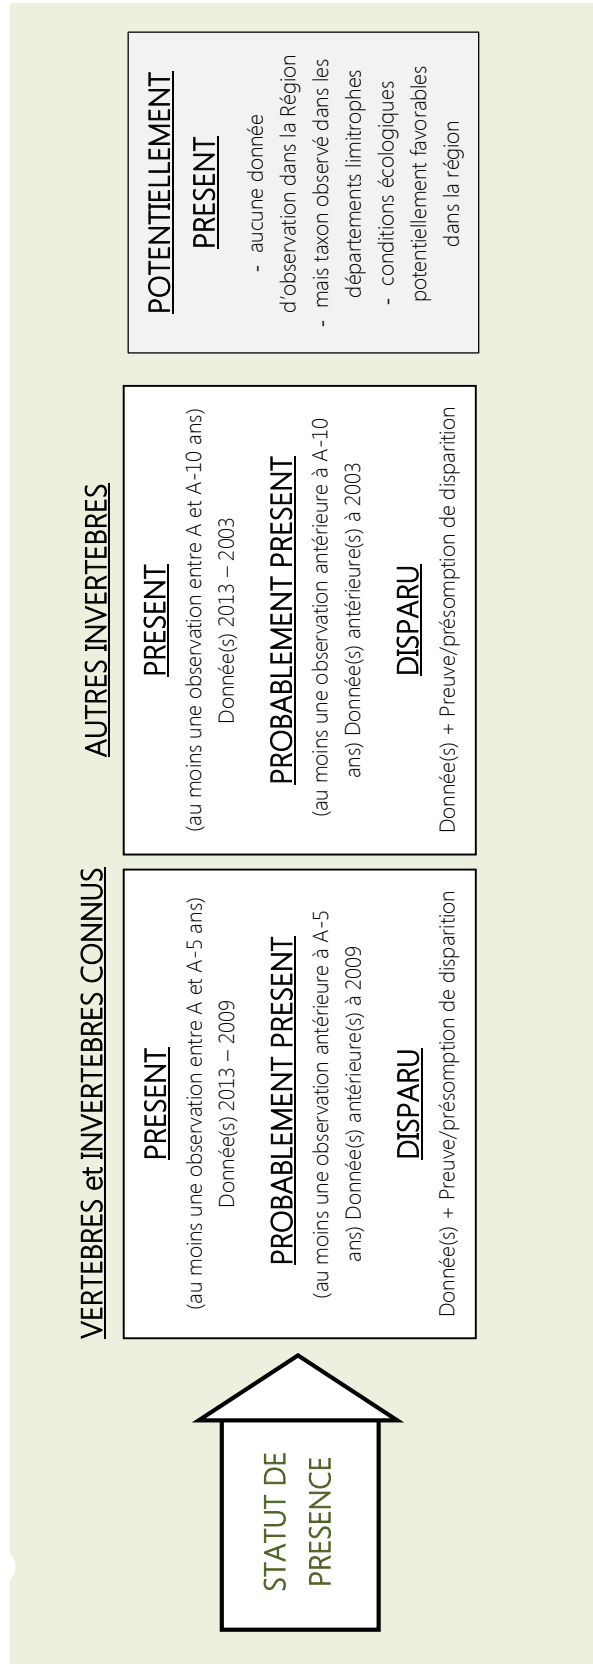 STATUT DE
PRESENCE
VERTEBRES et INVERTEBRES CONNUS
PRESENT
(au moins une observation entre A et A-5 ans)
Donnée(s) 2013 – 2009
PROBABLEMENT PRESENT
(au moins une observation antérieure à A-5
ans) Donnée(s) antérieure(s) à 2009
DISPARU
Donnée(s) + Preuve/présomption de disparition
AUTRES INVERTEBRES
PRESENT
(au moins une observation entre A et A-10 ans)
Donnée(s) 2013 – 2003
PROBABLEMENT PRESENT
(au moins une observation antérieure à A-10
ans) Donnée(s) antérieure(s) à 2003
DISPARU
Donnée(s) + Preuve/présomption de disparition
POTENTIELLEMENT
PRESENT
- aucune donnée
d'observation dans la Région
- mais taxon observé dans les
départements limitrophes
- conditions écologiques
potentiellement favorables
dans la région